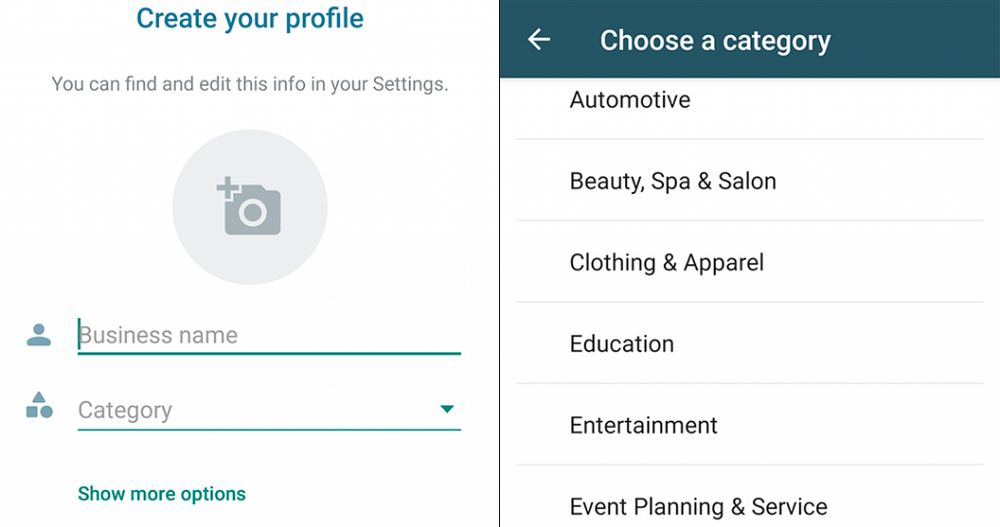 Create your profile
You can find and edit this info in your Settings.
Business name
Category
Show more options
Choose a category
Automotive
Beauty, Spa & Salon
Clothing & Apparel
Education
Entertainment
Event Planning & Service